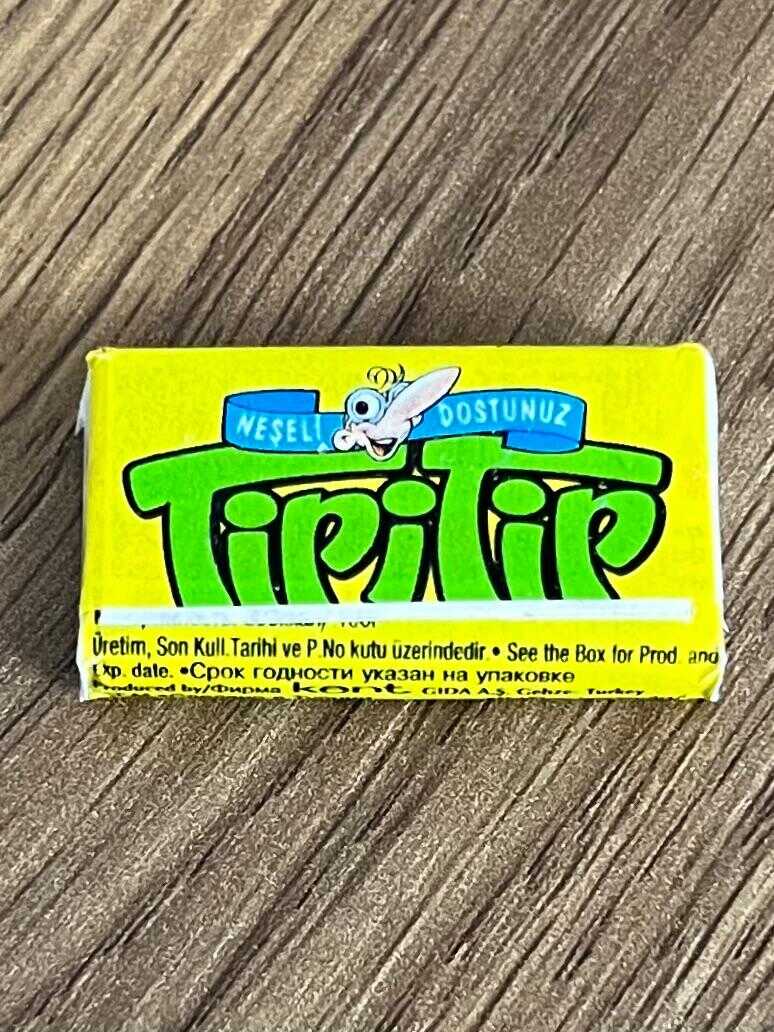 NEŞELİ DOSTUNUZ
TipiTip
Üretim, Son Kull.Tarihi ve P.No kutu üzerindedir.• See the Box for Prod. and
Exp. date. •Срок годности указан на упаковке
Produced by/Фирма Kent GIDA A.Ş. Gebze Turkey